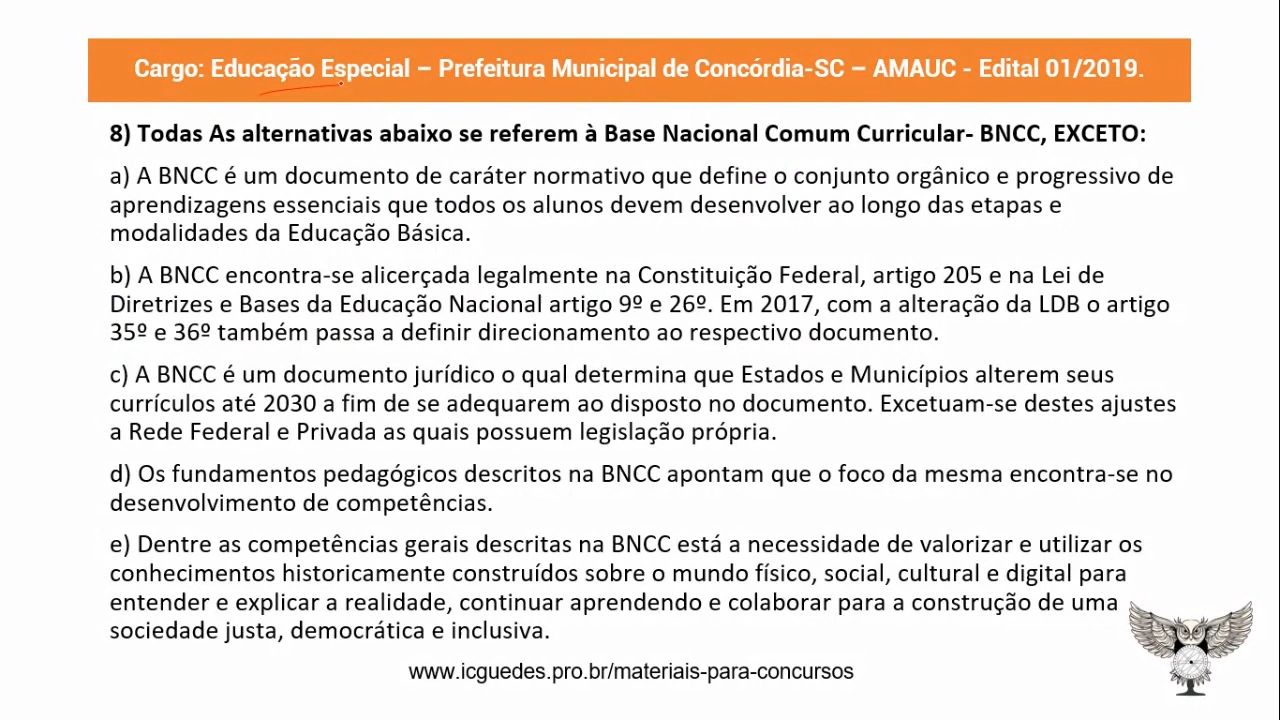 Cargo: Educação Especial – Prefeitura Municipal de Concórdia-SC – AMAUC - Edital 01/2019.
8) Todas As alternativas abaixo se referem à Base Nacional Comum Curricular- BNCC, EXCETO:
a) A BNCC é um documento de caráter normativo que define o conjunto orgânico e progressivo de
aprendizagens essenciais que todos os alunos devem desenvolver ao longo das etapas e
modalidades da Educação Básica.
b) A BNCC encontra-se alicerçada legalmente na Constituição Federal, artigo 205 e na Lei de
Diretrizes e Bases da Educação Nacional artigo 9º e 26º. Em 2017, com a alteração da LDB o artigo
35º e 36º também passa a definir direcionamento ao respectivo documento.
c) A BNCC é um documento jurídico o qual determina que Estados e Municípios alterem seus
currículos até 2030 a fim de se adequarem ao disposto no documento. Excetuam-se destes ajustes
a Rede Federal e Privada as quais possuem legislação própria.
d) Os fundamentos pedagógicos descritos na BNCC apontam que o foco da mesma encontra-se no
desenvolvimento de competências.
e) Dentre as competências gerais descritas na BNCC está a necessidade de valorizar e utilizar os
conhecimentos historicamente construídos sobre o mundo físico, social, cultural e digital para
entender e explicar a realidade, continuar aprendendo e colaborar para a construção de uma
sociedade justa, democrática e inclusiva.
www.icguedes.pro.br/materiais-para-concursos